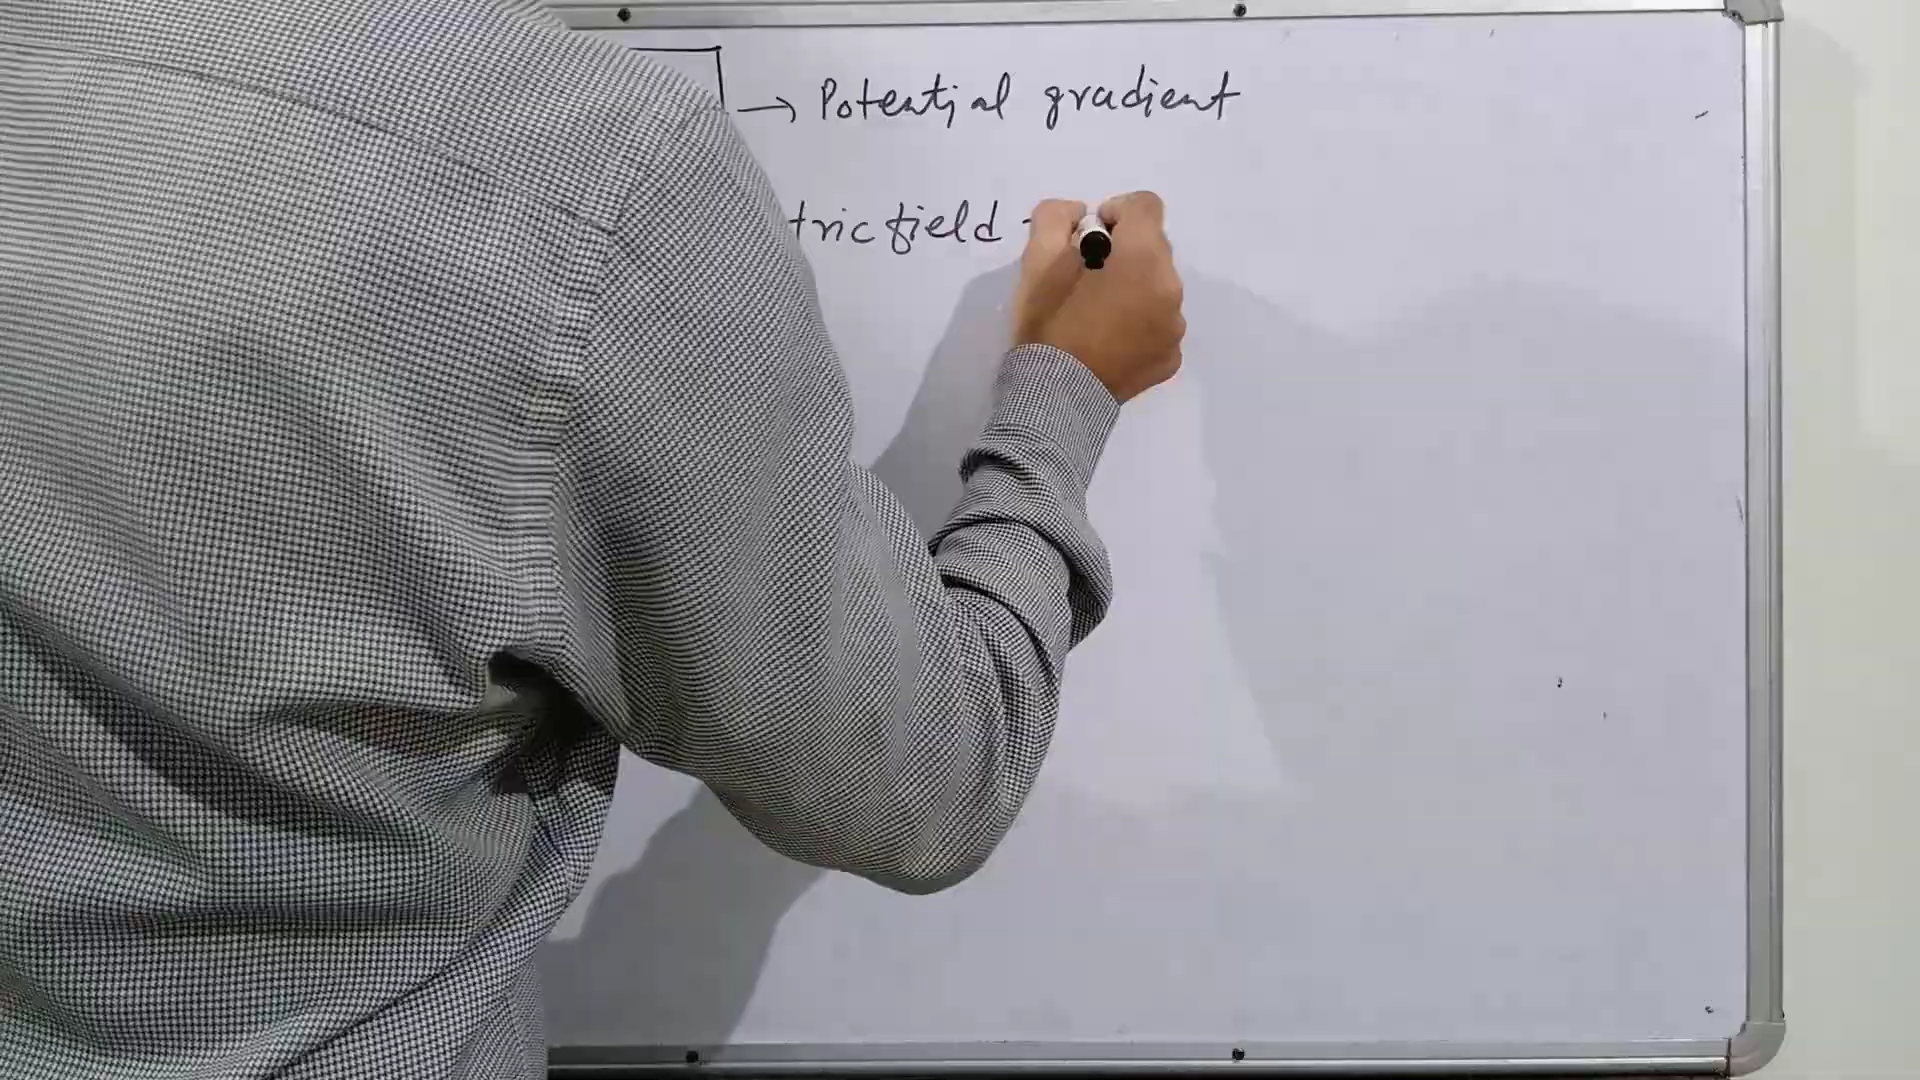 → Potential gradient
tric field